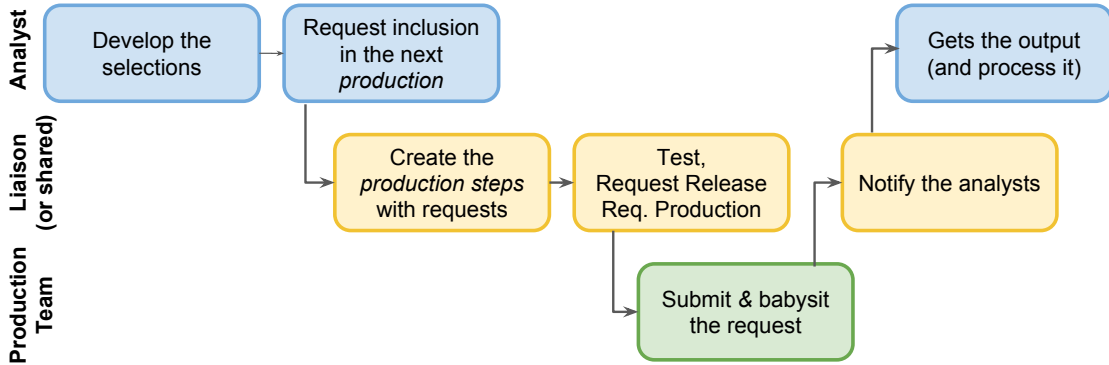 Analyst
Develop the
selections
Request inclusion
in the next
production
Gets the output
(and process it)
Liaison
(or shared)
Create the
production steps
with requests
Test,
Request Release
Req. Production
Notify the analysts
Production
Team
Submit & babysit
the request